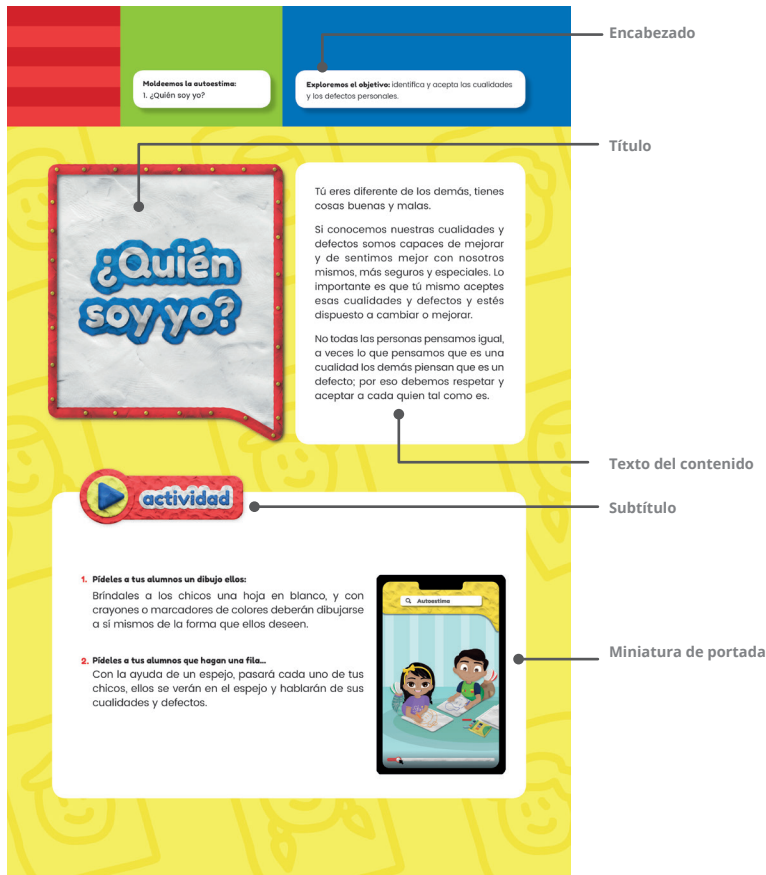 Encabezado
Moldeemos la autoestima:
1. ¿Quién soy yo?
Exploremos el objetivo: identifica y acepta las cualidades
y los defectos personales.
Título
¿Quién
soy yo?
Tú eres diferente de los demás, tienes
cosas buenas y malas.
Si conocemos nuestras cualidades y
defectos somos capaces de mejorar
y de sentirnos mejor con nosotros
mismos, más seguros y especiales. Lo
importante es que tú mismo aceptes
esas cualidades y defectos y estés
dispuesto a cambiar o mejorar.
No todas las personas pensamos igual,
a veces lo que pensamos que es una
cualidad los demás piensan que es un
defecto; por eso debemos respetar y
aceptar a cada quien tal como es.
Texto del contenido
actividad
Subtítulo
1. Pídeles a tus alumnos un dibujo ellos:
Bríndales a los chicos una hoja en blanco, y con
crayones o marcadores de colores deberán dibujarse
a sí mismos de la forma que ellos deseen.
2. Pídeles a tus alumnos que hagan una fila...
Con la ayuda de un espejo, pasará cada uno de tus
chicos, ellos se verán en el espejo y hablarán de sus
cualidades y defectos.
Autoestima
Miniatura de portada